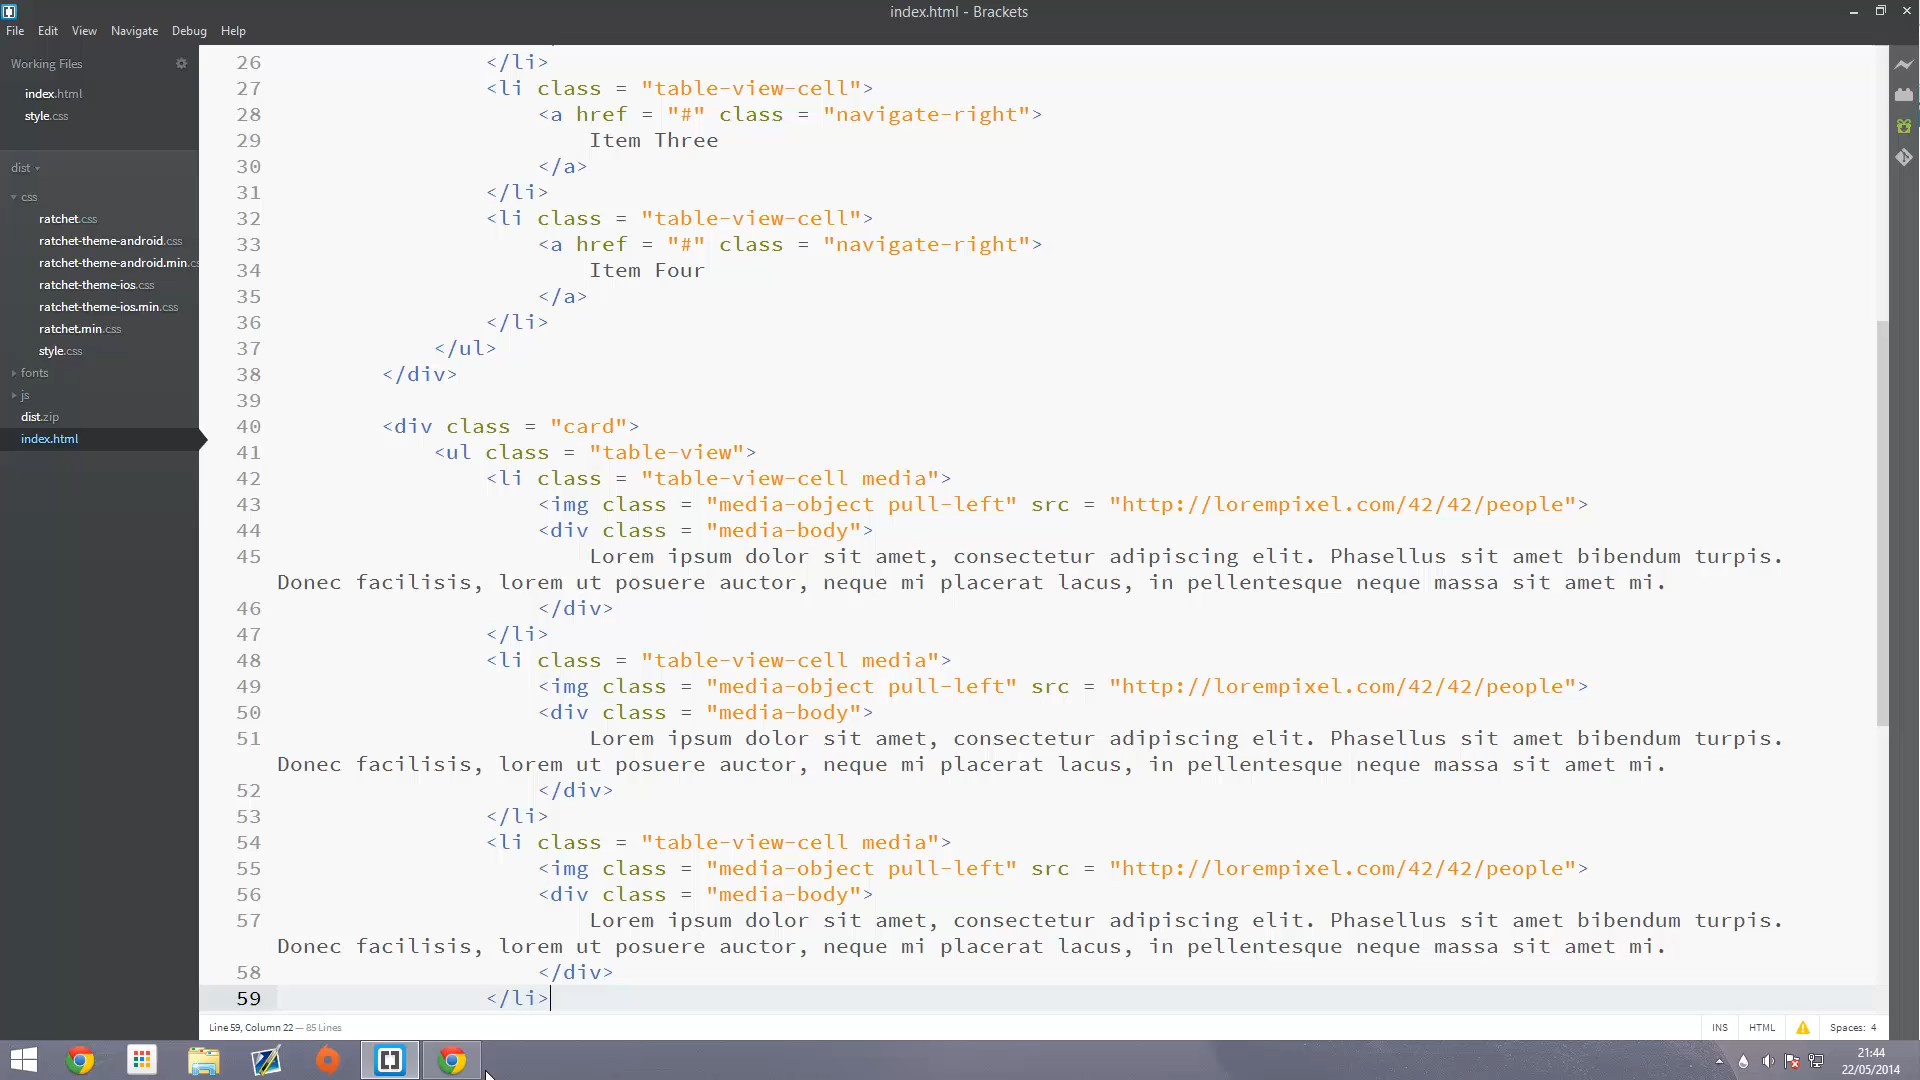 index.html - Brackets
File Edit View Navigate Debug Help
Working Files
index.html
style.css
dist
css
ratchet.css
ratchet-theme-android.css
ratchet-theme-android.min.cs
ratchet-theme-ios.css
ratchet-theme-ios.min.css
ratchet.min.css
style.css
fonts
js
dist.zip
index.html
26 </li>
27 <li class = "table-view-cell">
28 <a href = "#" class = "navigate-right">
29 Item Three
30 </a>
31 </li>
32 <li class = "table-view-cell">
33 <a href = "#" class = "navigate-right">
34 Item Four
35 </a>
36 </li>
37 </ul>
38 </div>
39
40 <div class = "card">
41 <ul class = "table-view">
42 <li class = "table-view-cell media">
43 <img class = "media-object pull-left" src = "http://lorempixel.com/42/42/people">
44 <div class = "media-body">
45 Lorem ipsum dolor sit amet, consectetur adipiscing elit. Phasellus sit amet bibendum turpis.
Donec facilisis, lorem ut posuere auctor, neque mi placerat lacus, in pellentesque neque massa sit amet mi.
46 </div>
47 </li>
48 <li class = "table-view-cell media">
49 <img class = "media-object pull-left" src = "http://lorempixel.com/42/42/people">
50 <div class = "media-body">
51 Lorem ipsum dolor sit amet, consectetur adipiscing elit. Phasellus sit amet bibendum turpis.
Donec facilisis, lorem ut posuere auctor, neque mi placerat lacus, in pellentesque neque massa sit amet mi.
52 </div>
53 </li>
54 <li class = "table-view-cell media">
55 <img class = "media-object pull-left" src = "http://lorempixel.com/42/42/people">
56 <div class = "media-body">
57 Lorem ipsum dolor sit amet, consectetur adipiscing elit. Phasellus sit amet bibendum turpis.
Donec facilisis, lorem ut posuere auctor, neque mi placerat lacus, in pellentesque neque massa sit amet mi.
58 </div>
59 </li>
Line 59, Column 22 — 85 Lines
INS HTML Spaces: 4
21:44
22/05/2014